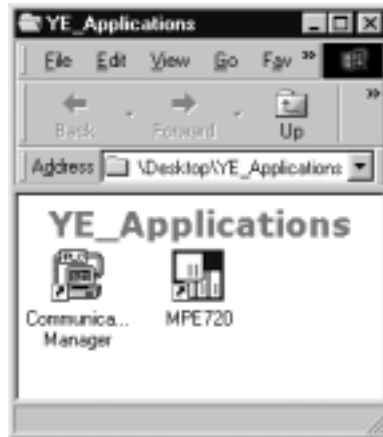 YE_Applications
File Edit View Go Fav »
Back Forward Up »
Address \Desktop\YE_Applications
YE_Applications
Communica... MPE720
Manager